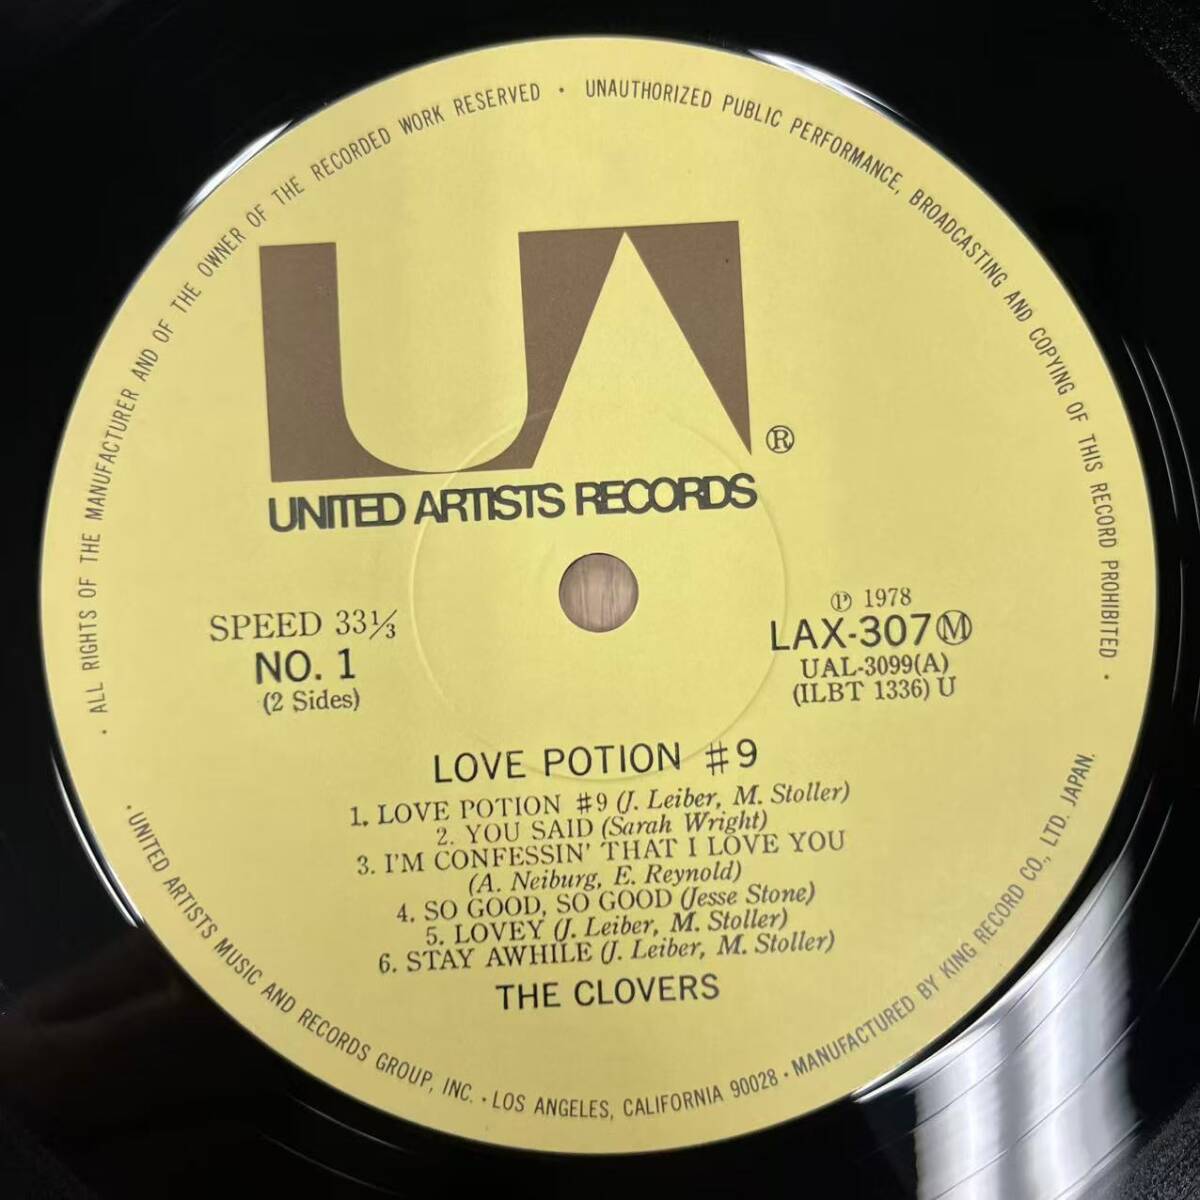 · ALL RIGHTS OF THE MANUFACTURER AND OF THE OWNER OF THE RECORDED WORK RESERVED · UNAUTHORIZED PUBLIC PERFORMANCE, BROADCASTING AND COPYING OF THIS RECORD PROHIBITED ·
UA ®
UNITED ARTISTS RECORDS
SPEED 33⅓
NO. 1
(2 Sides)
Ⓟ 1978
LAX-307 Ⓜ
UAL-3099(A)
(ILBT 1336) U
LOVE POTION #9
1. LOVE POTION #9 (J. Leiber, M. Stoller)
2. YOU SAID (Sarah Wright)
3. I'M CONFESSIN' THAT I LOVE YOU
(A. Neiburg, E. Reynold)
4. SO GOOD, SO GOOD (Jesse Stone)
5. LOVEY (J. Leiber, M. Stoller)
6. STAY AWHILE (J. Leiber, M. Stoller)
THE CLOVERS
· UNITED ARTISTS MUSIC AND RECORDS GROUP, INC. · LOS ANGELES, CALIFORNIA 90028 · MANUFACTURED BY KING RECORD CO., LTD. JAPAN.